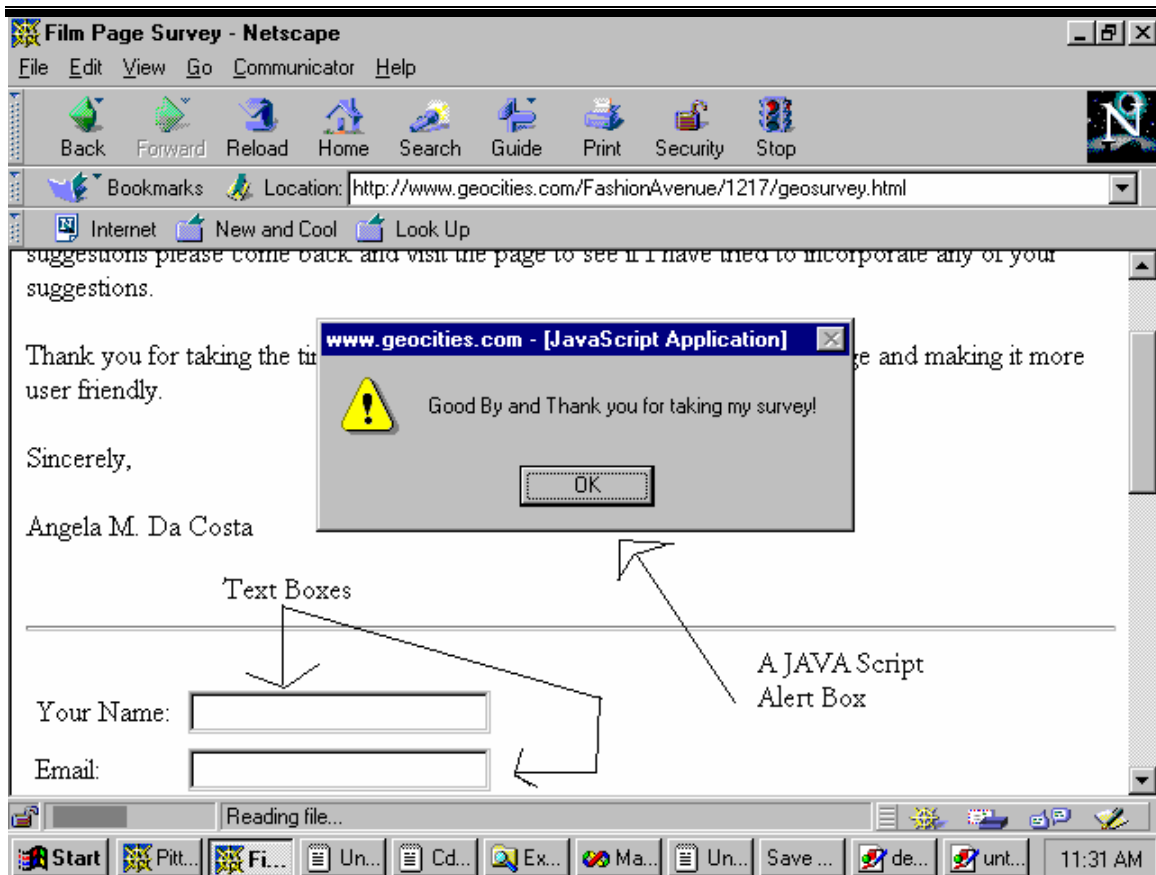 Film Page Survey - Netscape
File Edit View Go Communicator Help
Back Forward Reload Home Search Guide Print Security Stop
N
Bookmarks Location: http://www.geocities.com/FashionAvenue/1217/geosurvey.html
Internet New and Cool Look Up
suggestions please come back and visit the page to see if I have tried to incorporate any of your
suggestions.
www.geocities.com - [JavaScript Application]
Thank you for taking the tim ge and making it more
user friendly.
Good By and Thank you for taking my survey!
Sincerely,
OK
Angela M. Da Costa
Text Boxes
A JAVA Script
Alert Box
Your Name:
Email:
Reading file...
Start Pitt... Fi... Un... Cd... Ex... Ma... Un... Save ... de... unt... 11:31 AM